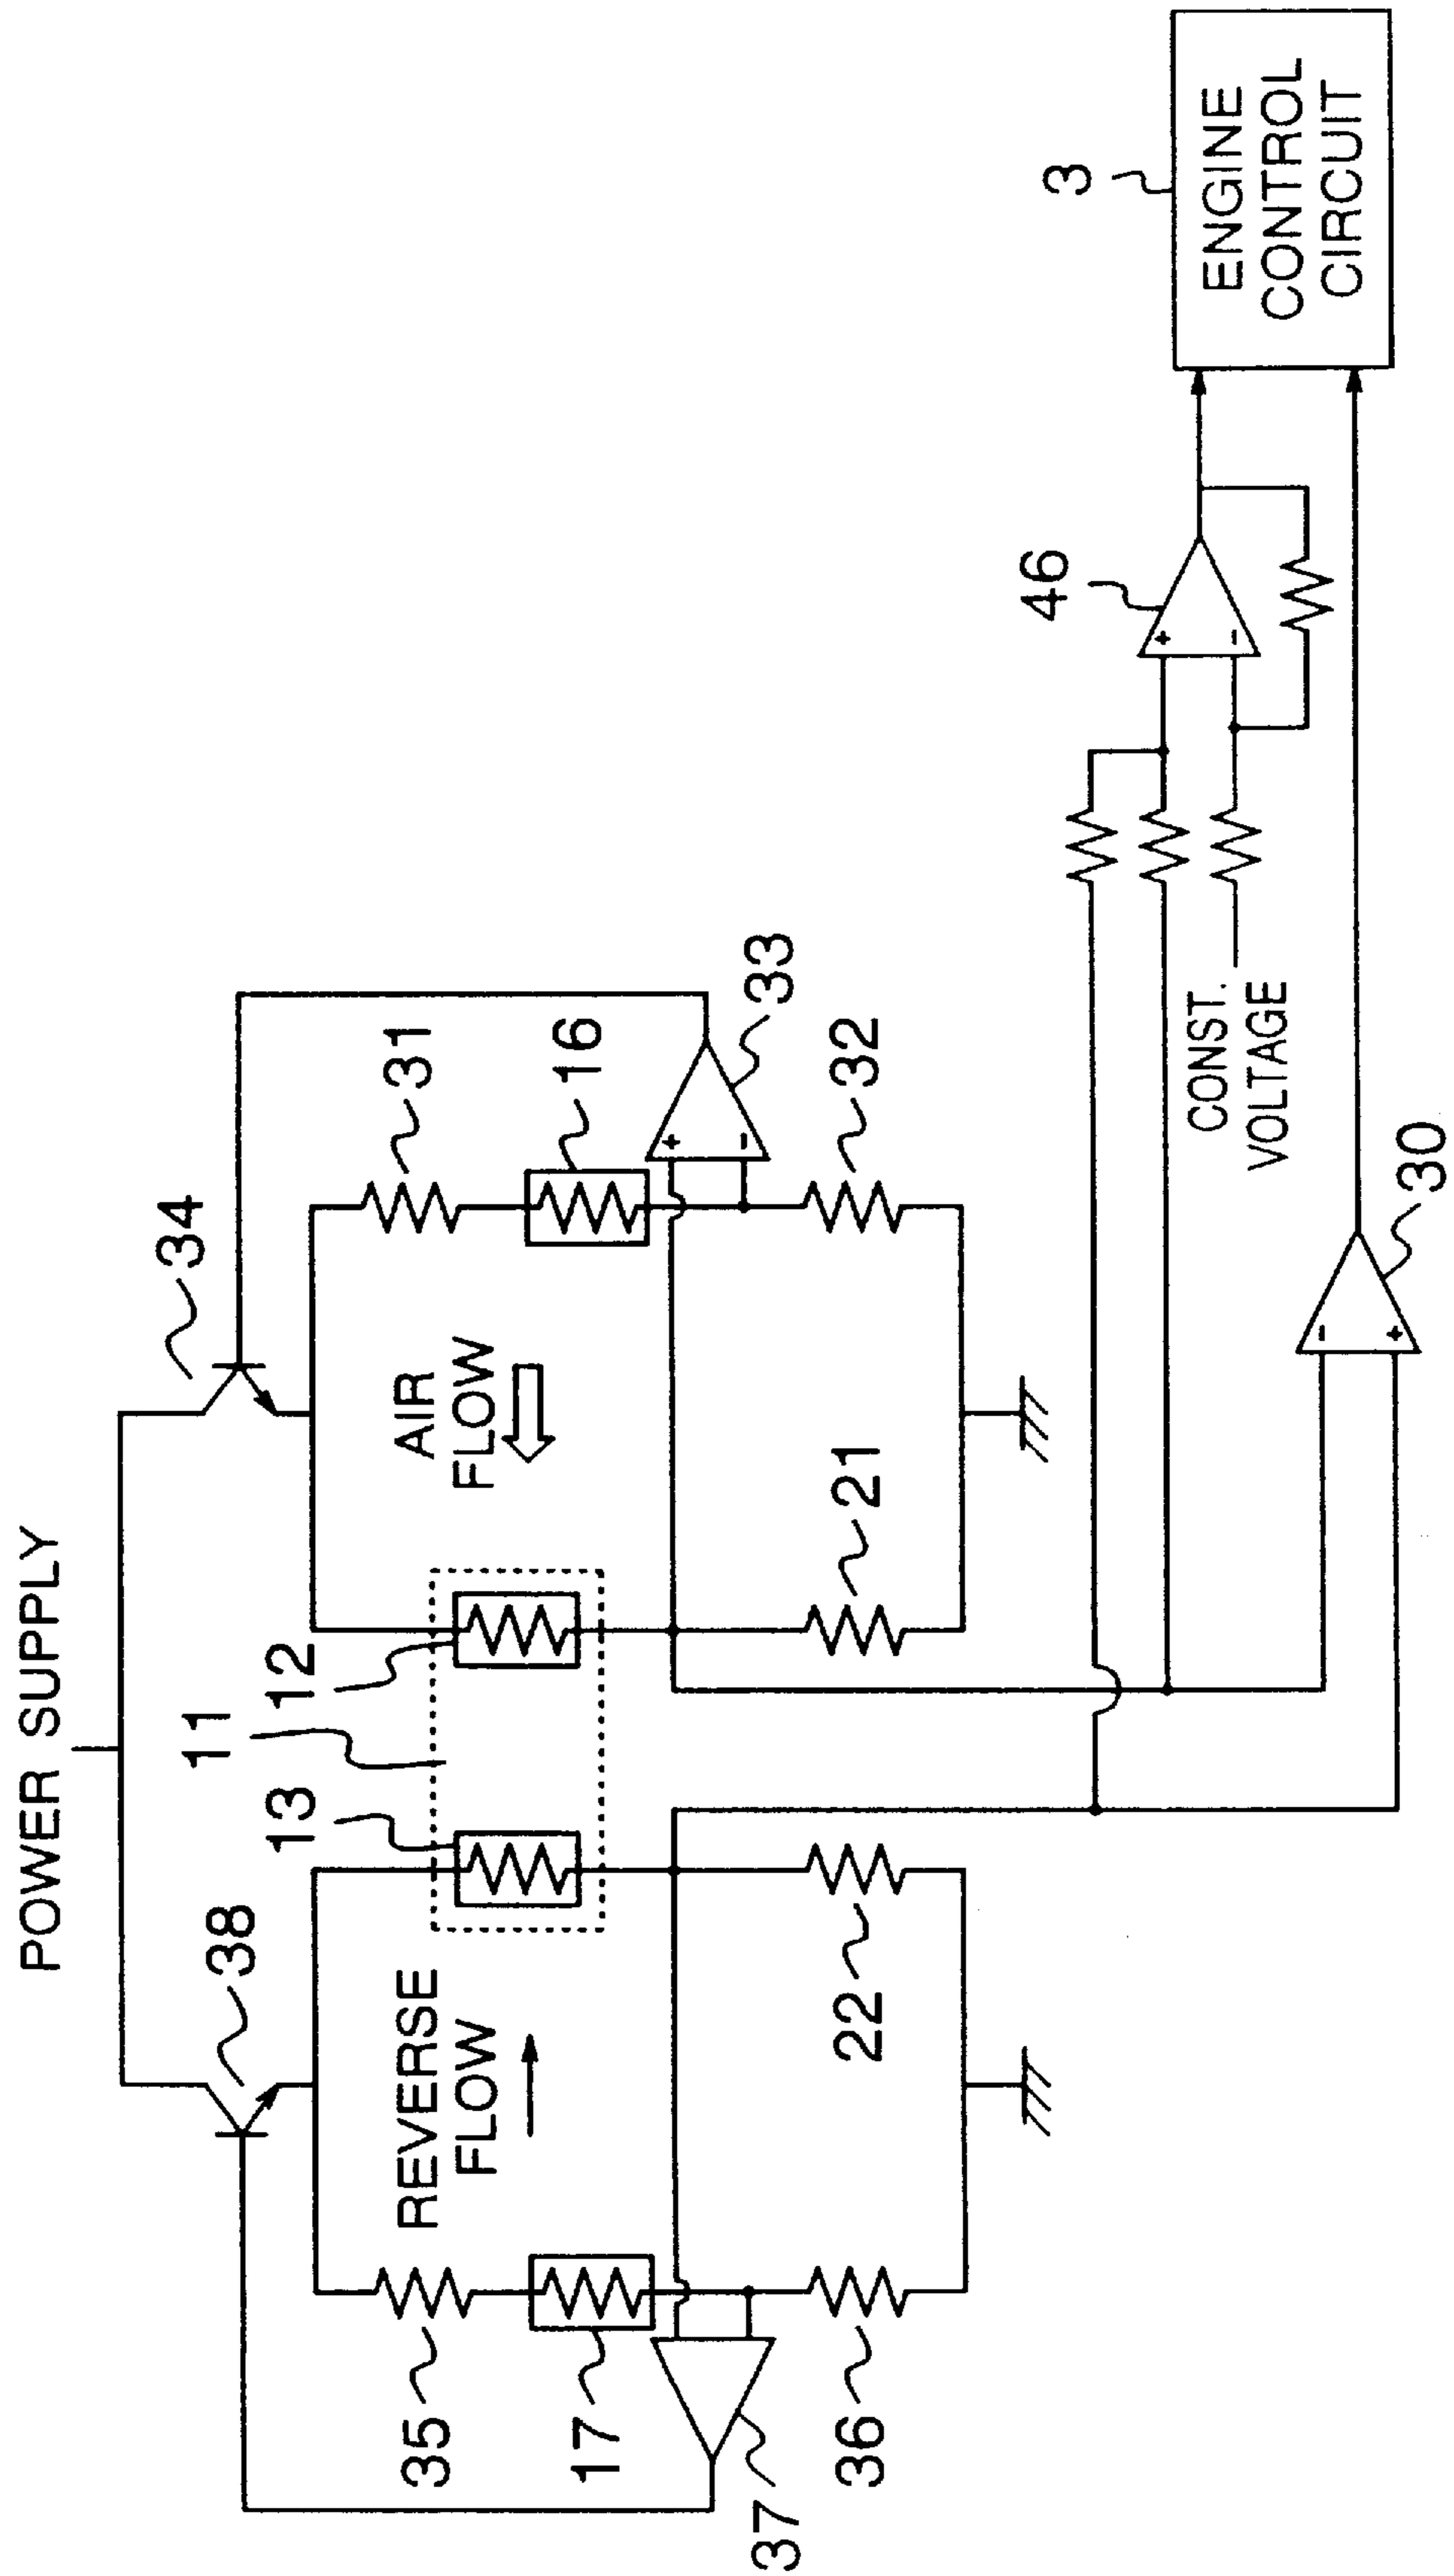 POWER SUPPLY
38
34
11
13
12
REVERSE
FLOW
AIR
FLOW
35
31
17
16
37
33
36
22
21
32
+
-
CONST.
VOLTAGE
46
+
-
3
ENGINE
CONTROL
CIRCUIT
30
-
+